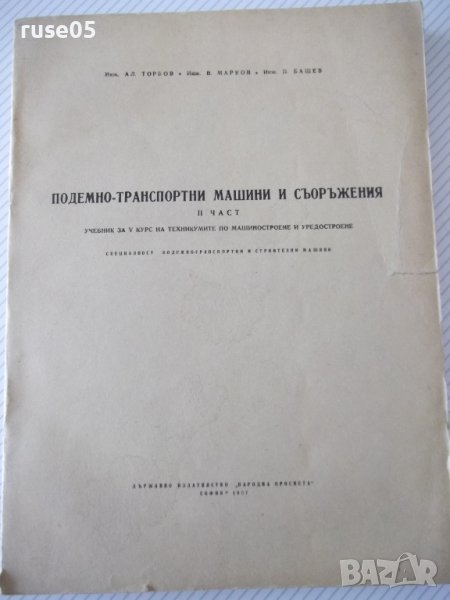 ruse05
Инж. АЛ. ТОРБОВ • Инж. В. МАРКОВ • Инж. П. БАШЕВ
ПОДЕМНО-ТРАНСПОРТНИ МАШИНИ И СЪОРЪЖЕНИЯ
II ЧАСТ
УЧЕБНИК ЗА V КУРС НА ТЕХНИКУМИТЕ ПО МАШИНОСТРОЕНЕ И УРЕДОСТРОЕНЕ
СПЕЦИАЛНОСТ ПОДЕМНОТРАНСПОРТНИ И СТРОИТЕЛНИ МАШИНИ
ДЪРЖАВНО ИЗДАТЕЛСТВО „НАРОДНА ПРОСВЕТА"
СОФИЯ
BAZAR
bg